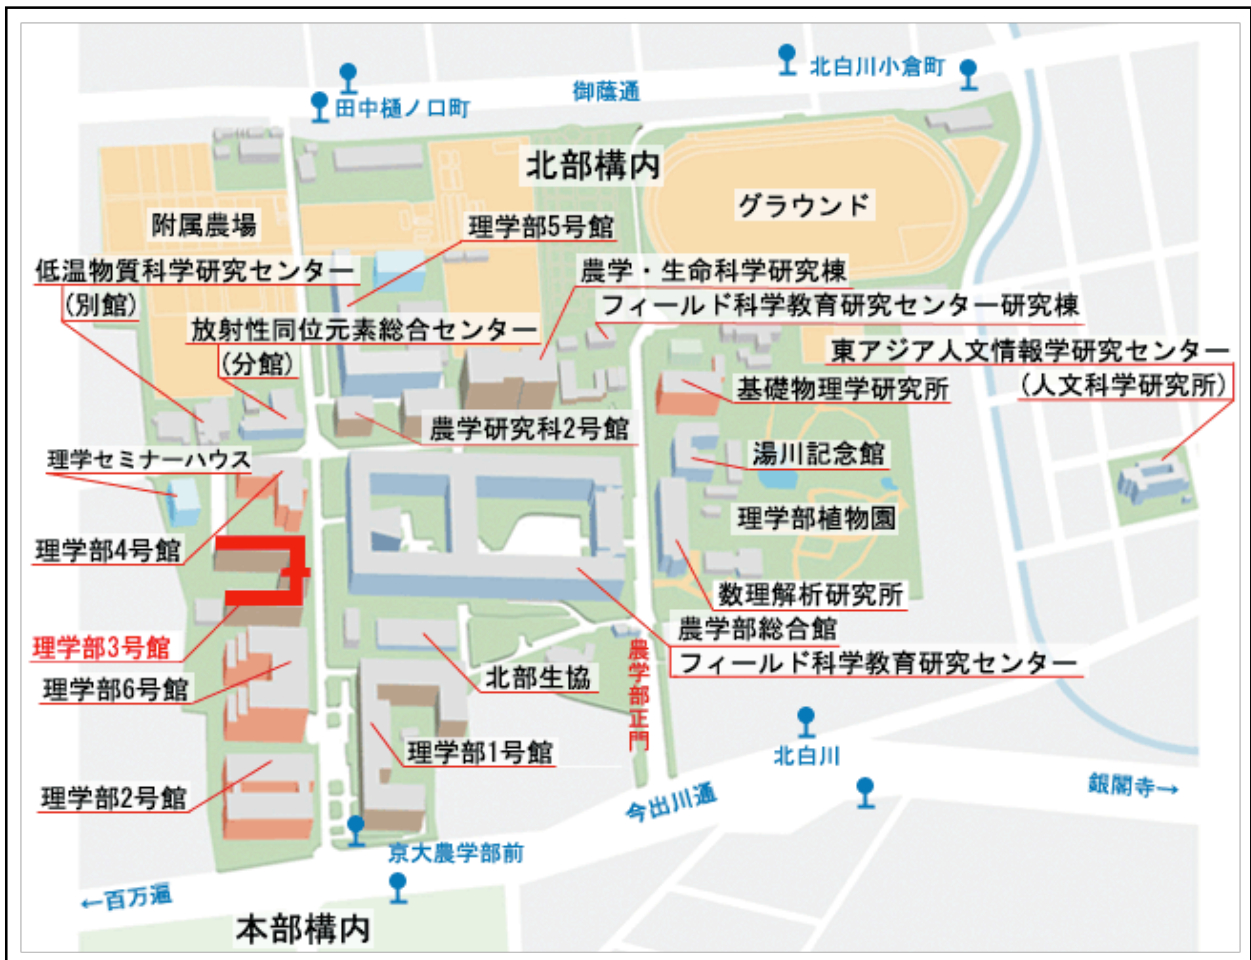 北白川小倉町
御蔭通
田中樋ノ口町
北部構内
グラウンド
附属農場
理学部5号館
低温物質科学研究センター
(別館)
農学・生命科学研究棟
フィールド科学教育研究センター研究棟
放射性同位元素総合センター
(分館)
東アジア人文情報学研究センター
(人文科学研究所)
基礎物理学研究所
農学研究科2号館
湯川記念館
理学セミナーハウス
理学部植物園
理学部4号館
数理解析研究所
農学部総合館
フィールド科学教育研究センター
理学部3号館
北部生協
理学部6号館
農学部正門
理学部1号館
北白川
理学部2号館
銀閣寺→
今出川通
京大農学部前
←百万遍
本部構内